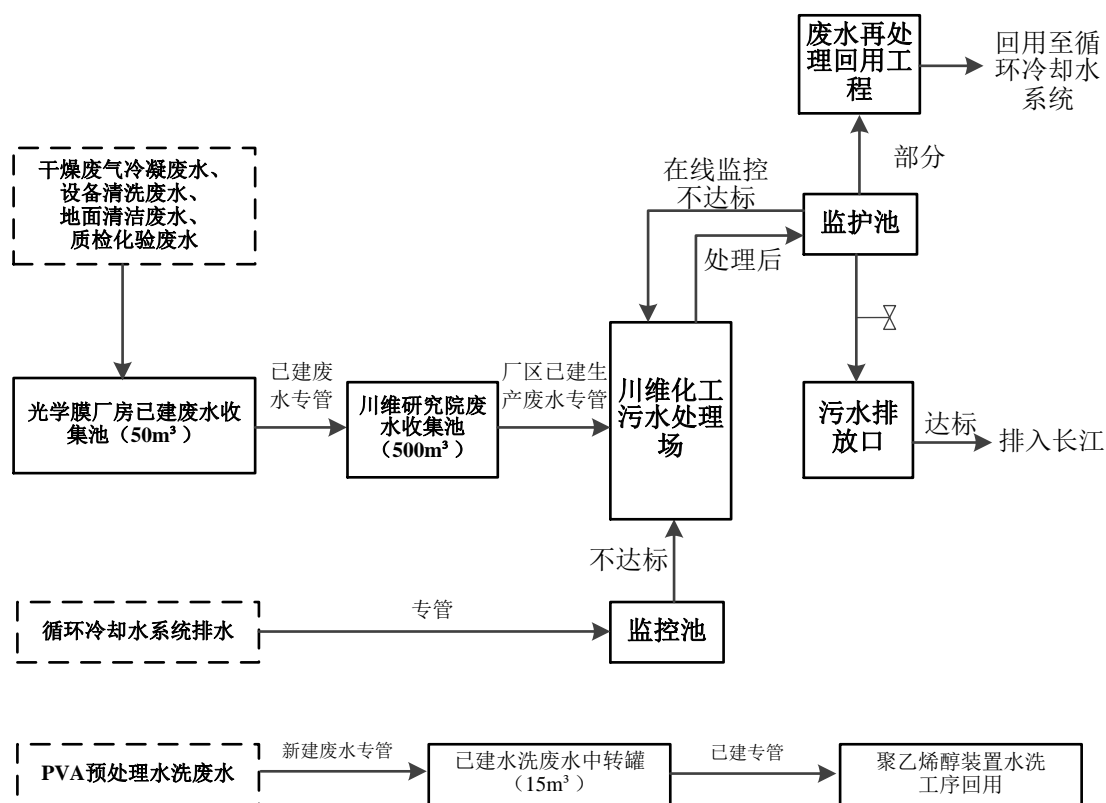 废水再处
理回用工
程
回用至循
环冷却水
系统
部分
干燥废气冷凝废水、
设备清洗废水、
地面清洁废水、
质检化验废水
在线监控
不达标
监护池
处理后
光学膜厂房已建废水收
集池（50m³）
已建废
水专管
川维研究院废
水收集池
（500m³）
厂区已建生
产废水专管
川维化工
污水处理
场
污水排
放口
达标
排入长江
不达标
循环冷却水系统排水
专管
监控池
PVA预处理水洗废水
新建废水专管
已建水洗废水中转罐
（15m³）
已建专管
聚乙烯醇装置水洗
工序回用